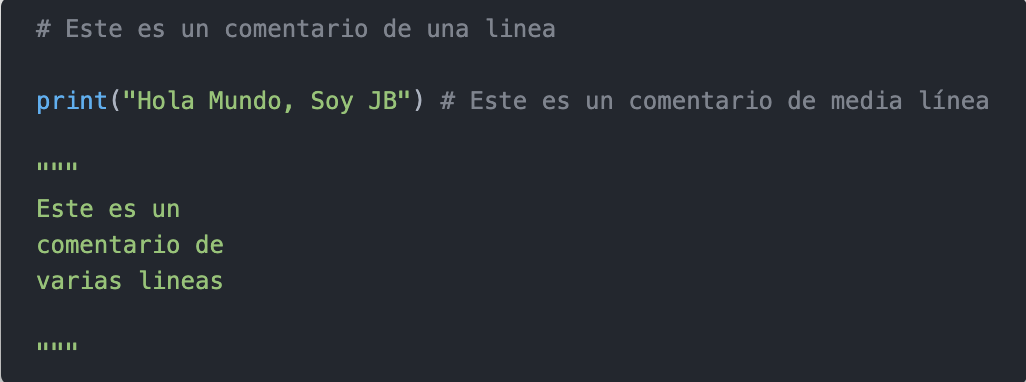 # Este es un comentario de una linea
print("Hola Mundo, Soy JB") # Este es un comentario de media línea
"""
Este es un
comentario de
varias lineas
"""